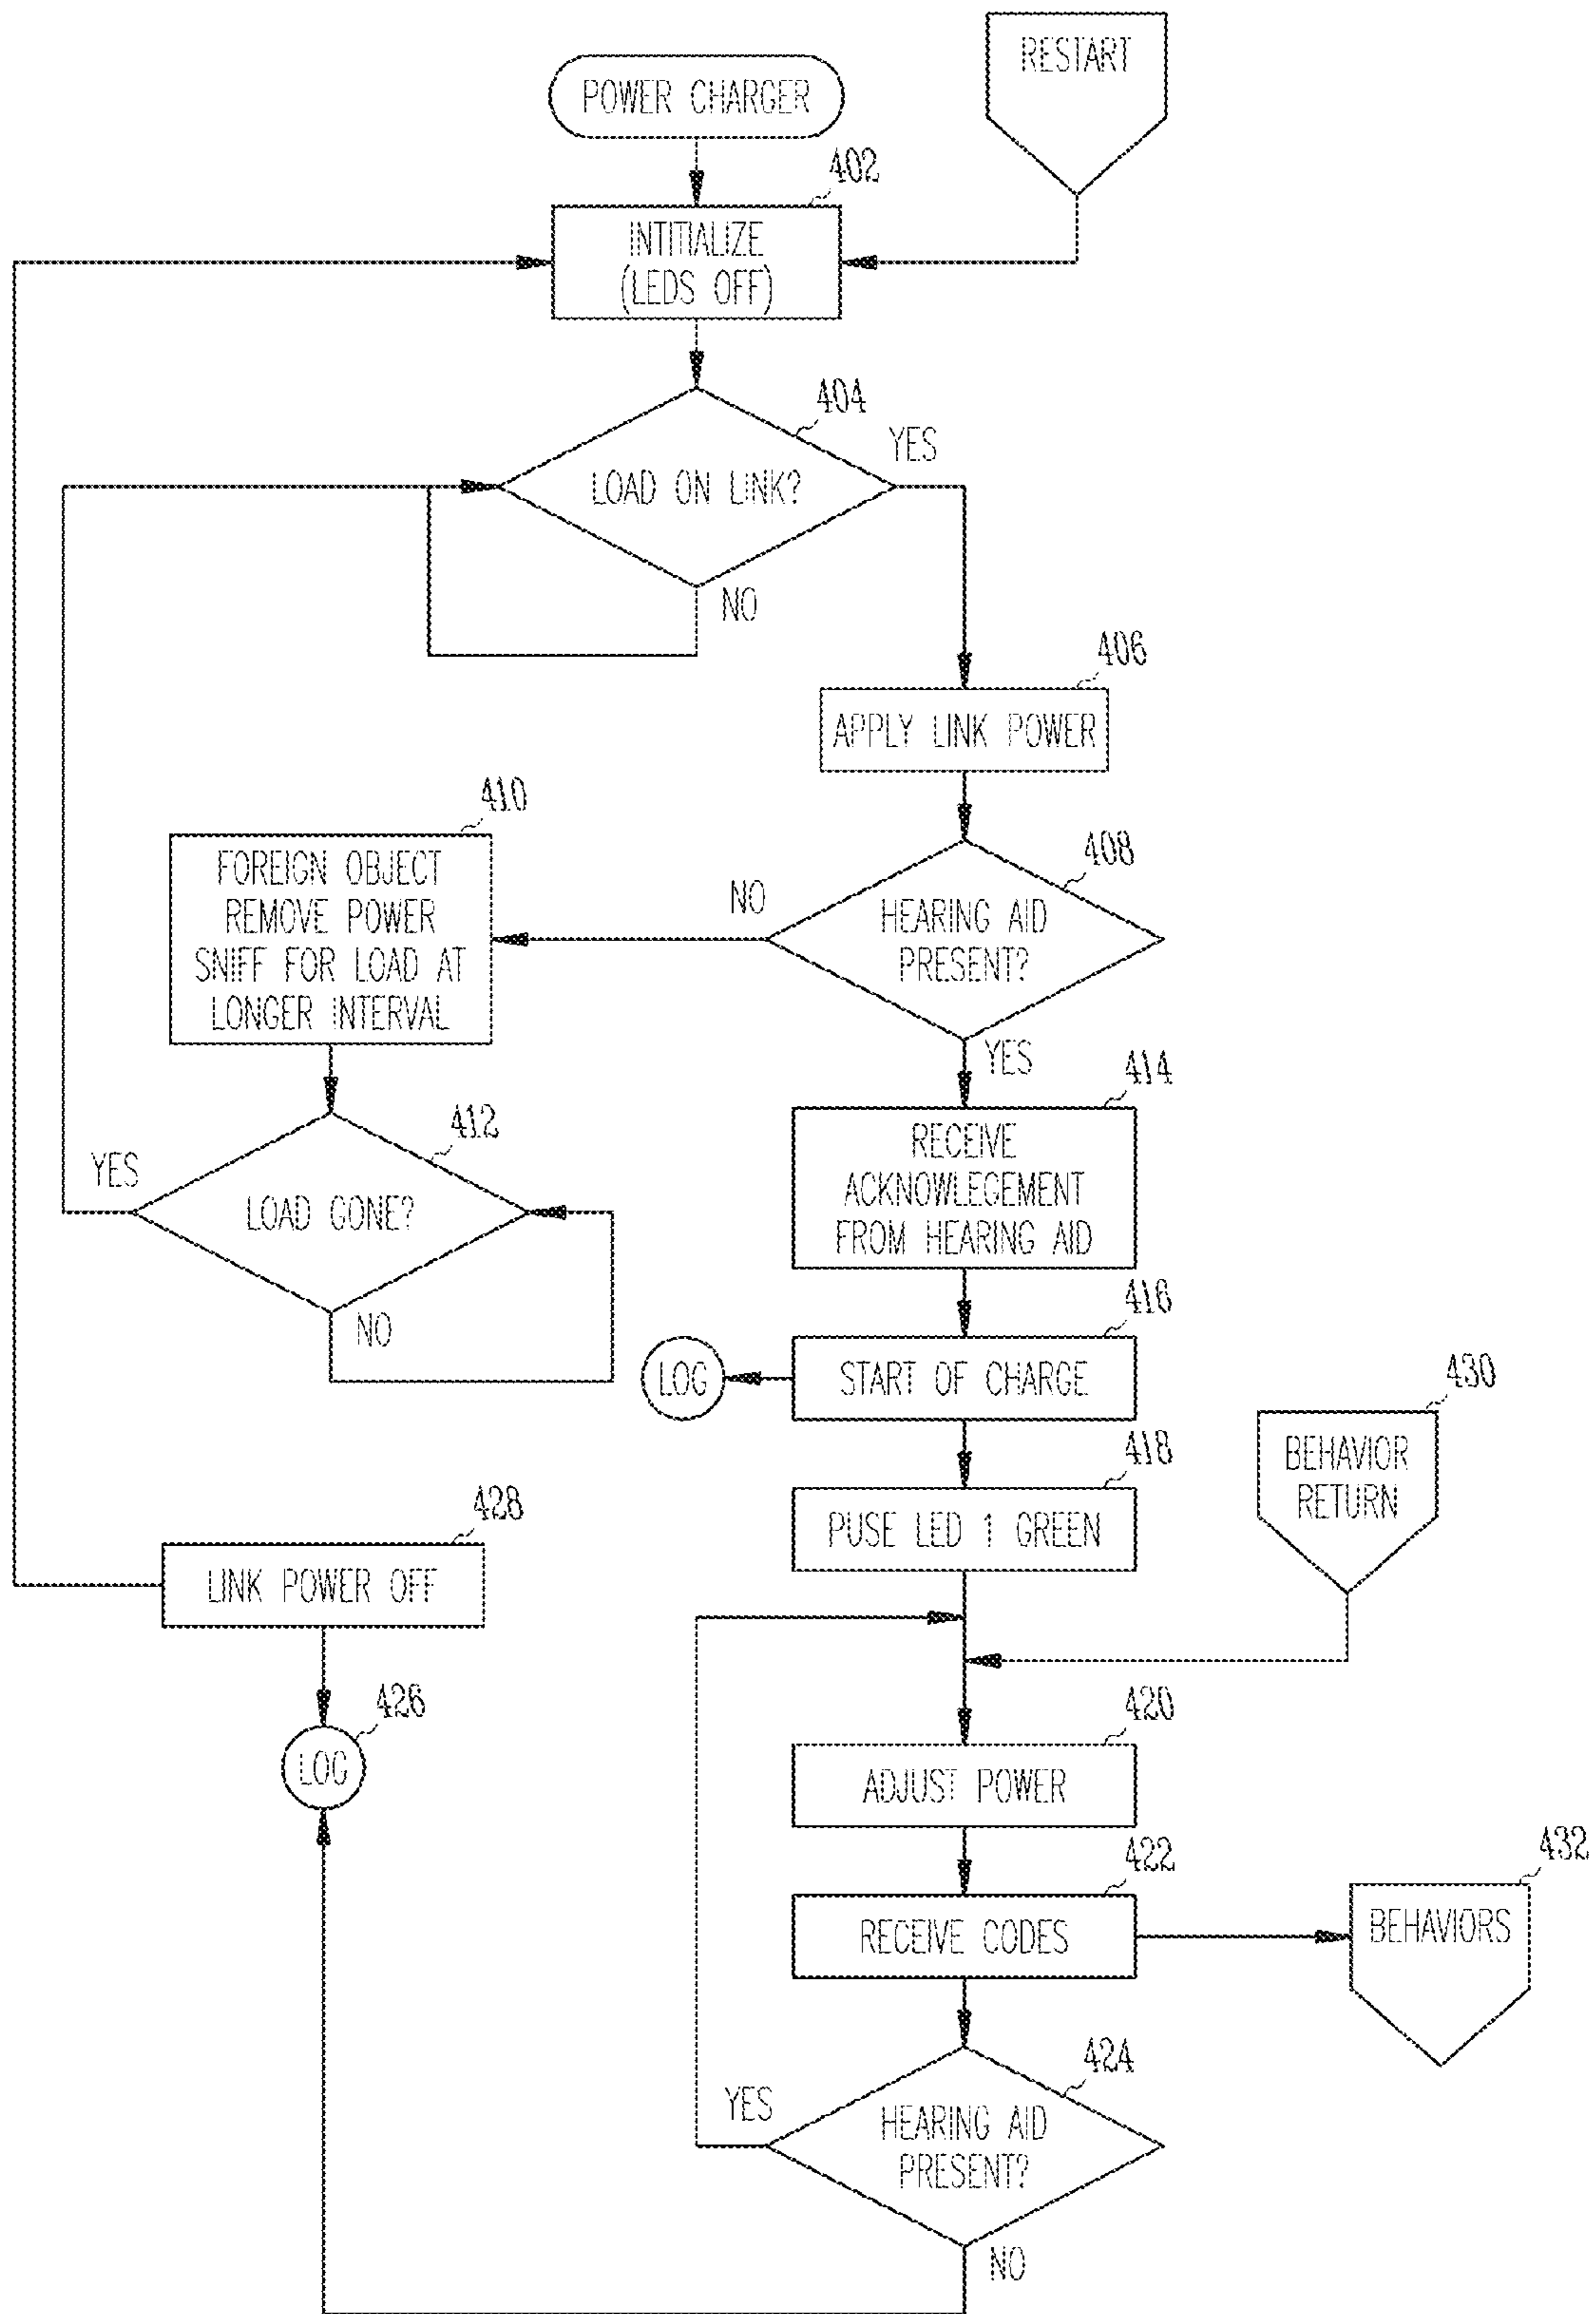 RESTART
POWER CHARGER
402
INTITIALIZE
(LEDS OFF)
404
YES
LOAD ON LINK?
NO
406
APPLY LINK POWER
410
FOREIGN OBJECT
REMOVE POWER
SNIFF FOR LOAD AT
LONGER INTERVAL
408
NO
HEARING AID
PRESENT?
YES
412
YES
LOAD GONE?
NO
414
RECEIVE
ACKNOWLEGEMENT
FROM HEARING AID
416
LOG
START OF CHARGE
418
PUSE LED 1 GREEN
430
BEHAVIOR
RETURN
428
LINK POWER OFF
426
LOG
420
ADJUST POWER
422
RECEIVE CODES
432
BEHAVIORS
424
YES
HEARING AID
PRESENT?
NO